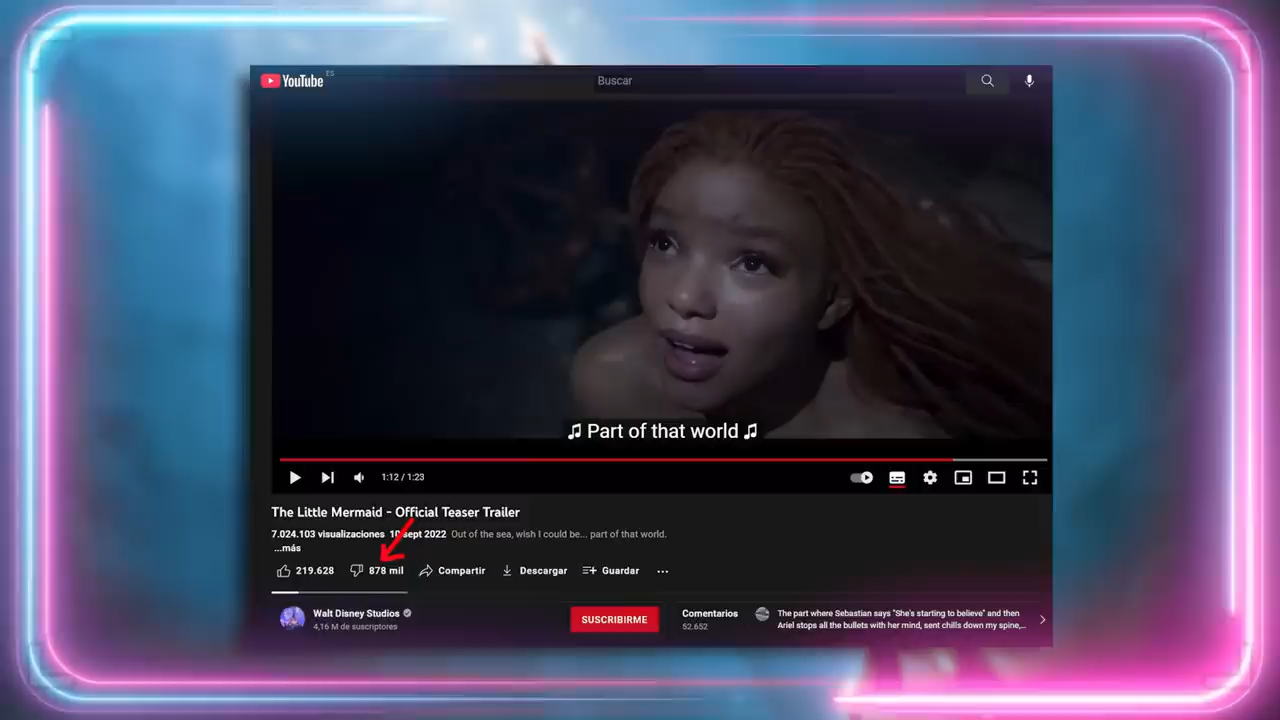 YouTube ES
Buscar
♫ Part of that world ♫
1:12 / 1:23
The Little Mermaid - Official Teaser Trailer
7.024.103 visualizaciones 10 sept 2022 Out of the sea, wish I could be... part of that world.
...más
219.628 878 mil Compartir Descargar Guardar ...
Walt Disney Studios
4,16 M de suscriptores
SUSCRIBIRME
Comentarios
52.652
The part where Sebastian says "She's starting to believe" and then
Ariel stops all the bullets with her mind, sent chills down my spine,...